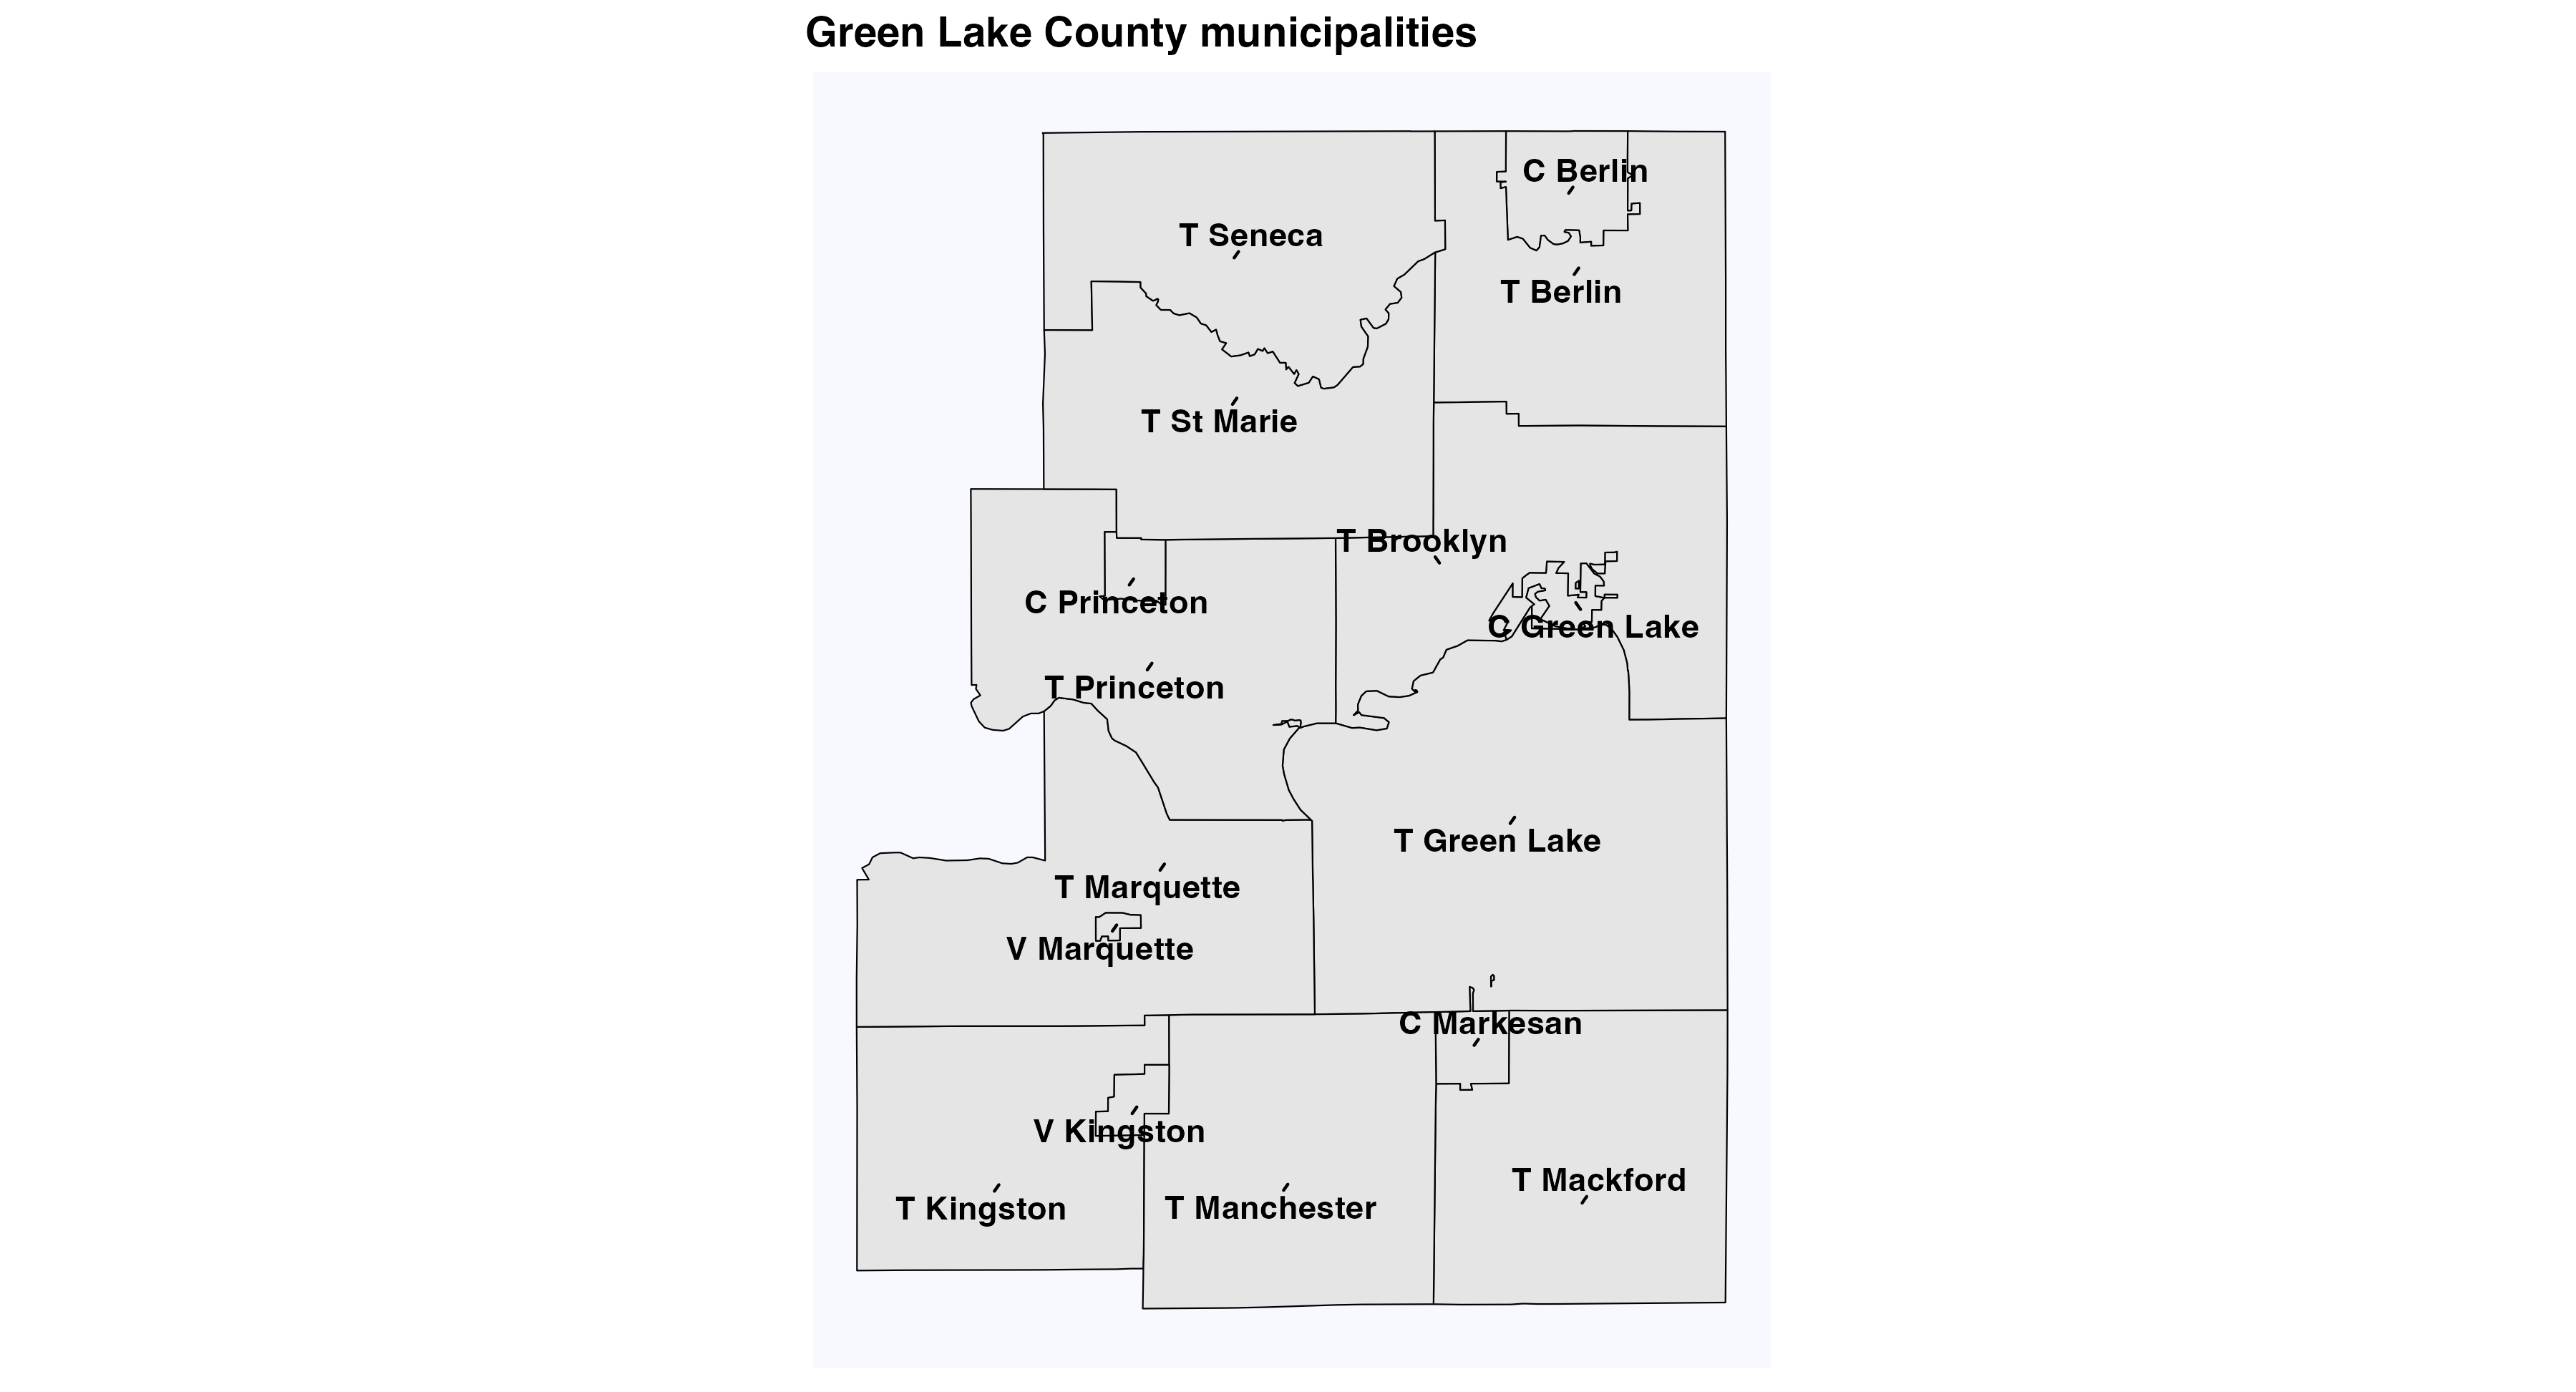 Green Lake County municipalities
C Berlin
T Seneca
T Berlin
T St Marie
T Brooklyn
C Princeton
C Green Lake
T Princeton
T Green Lake
T Marquette
V Marquette
C Markesan
V Kingston
T Mackford
T Kingston
T Manchester